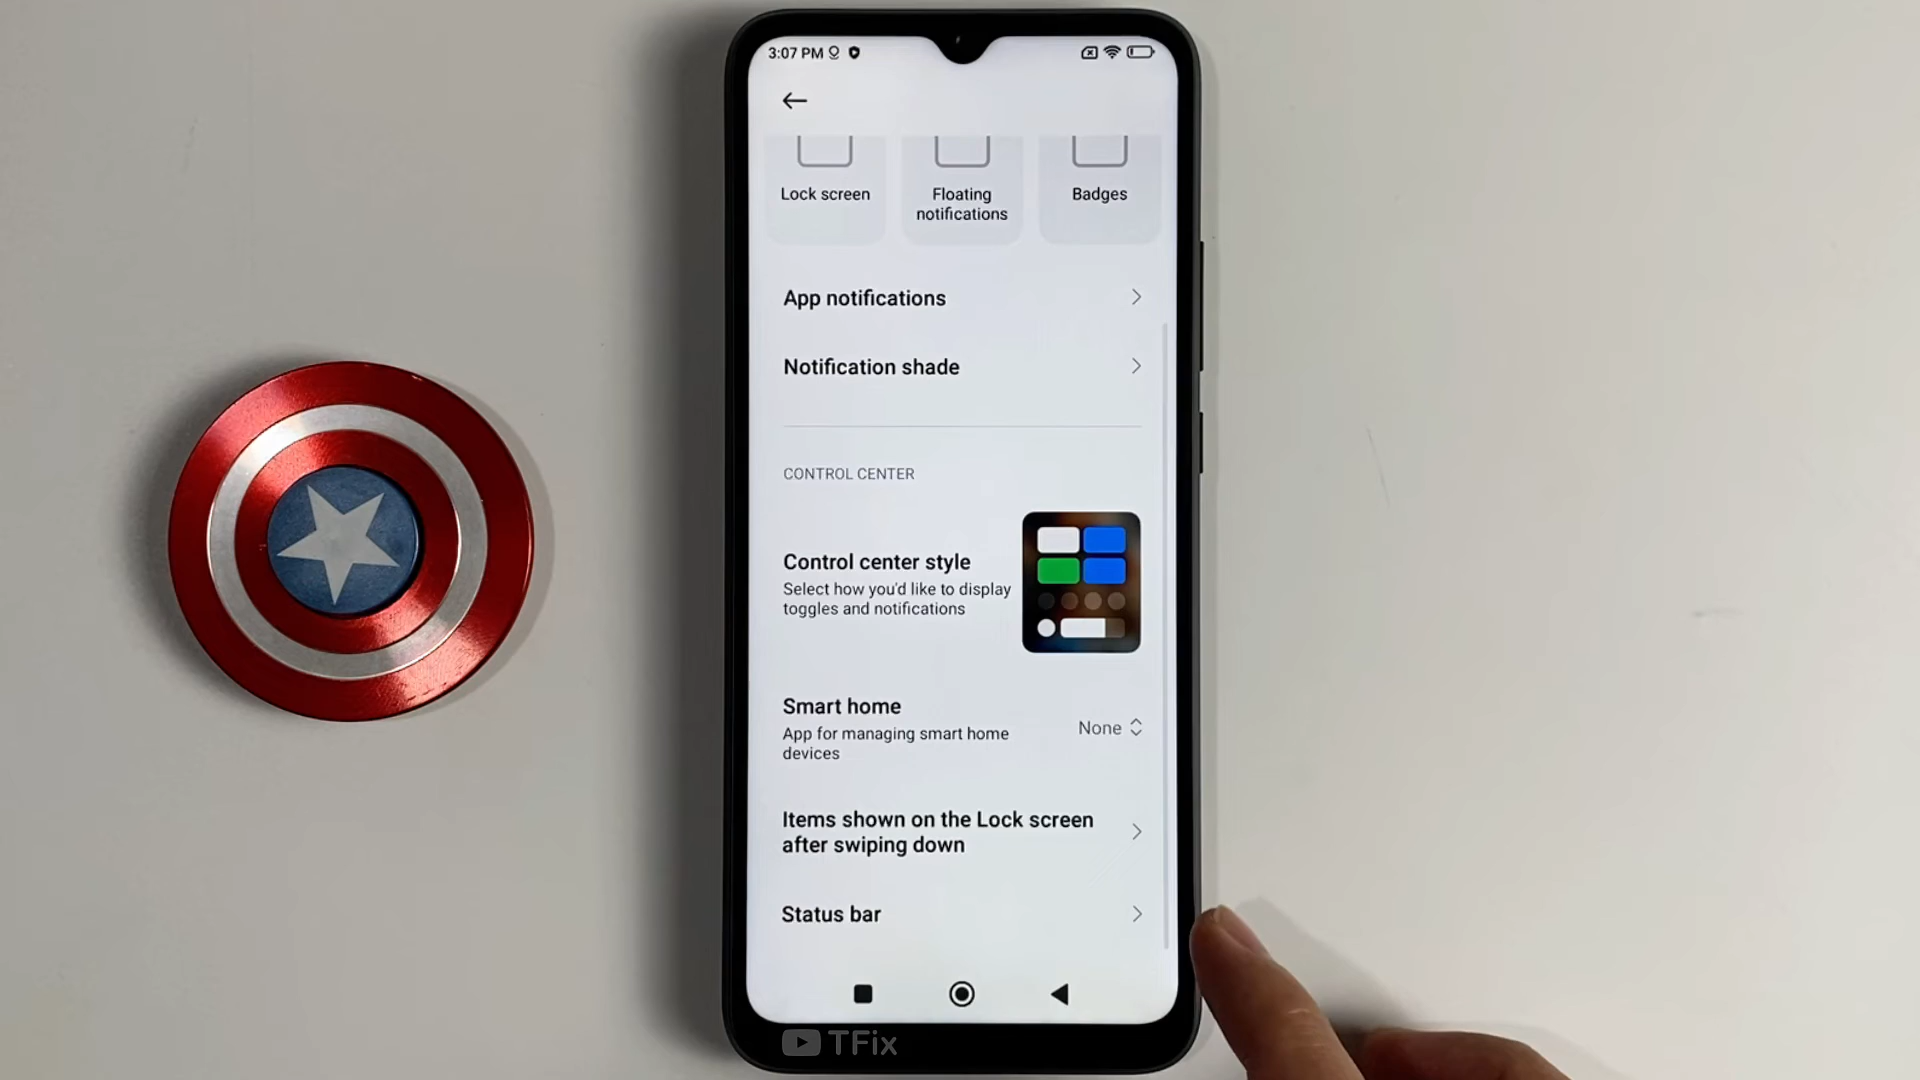 3:07 PM
Lock screen
Floating
notifications
Badges
App notifications
Notification shade
CONTROL CENTER
Control center style
Select how you'd like to display
toggles and notifications
Smart home
App for managing smart home
devices
None
Items shown on the Lock screen
after swiping down
Status bar
TFix